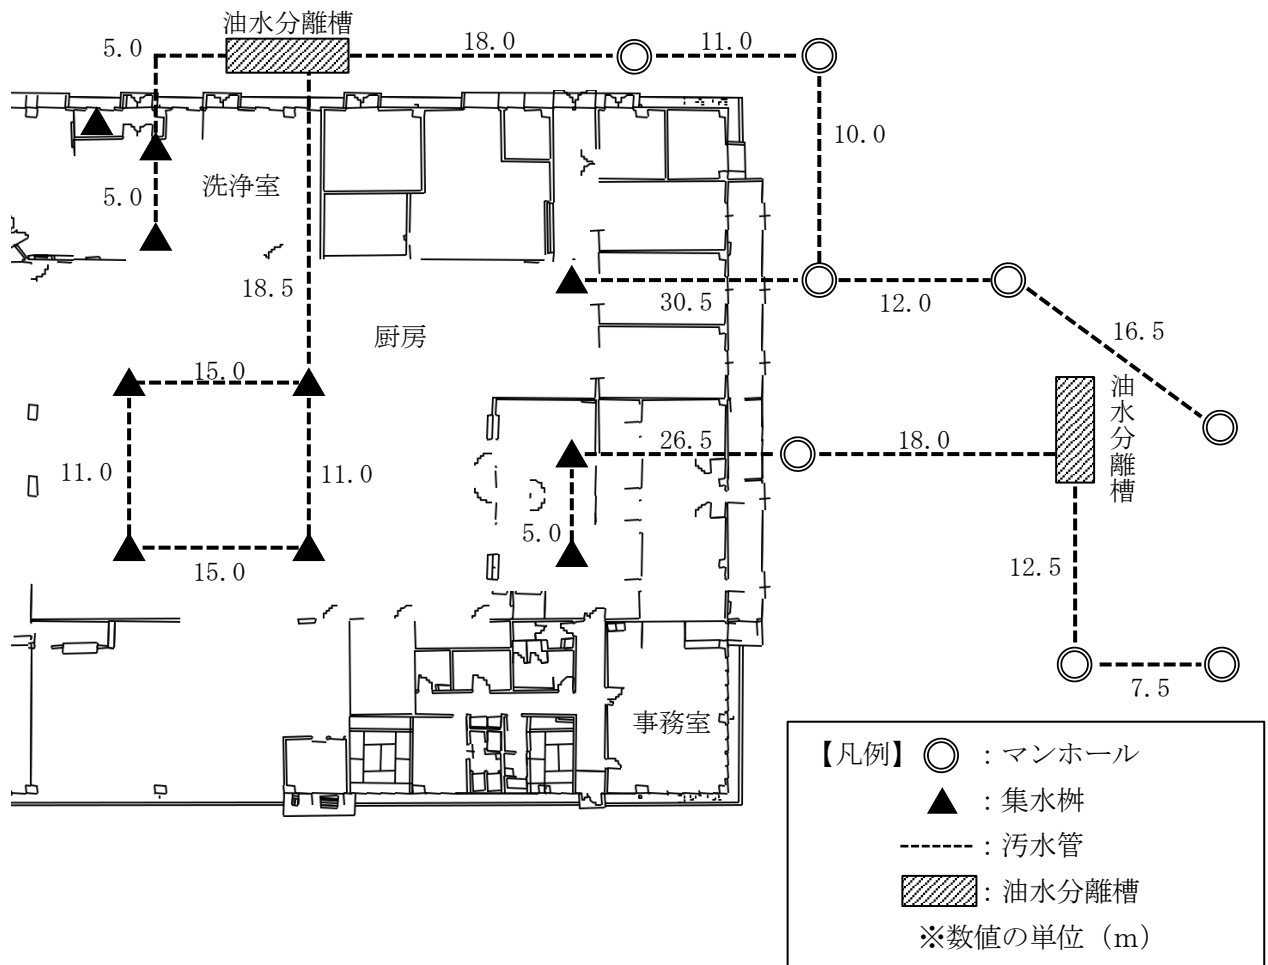 油水分離槽
5.0
18.0
11.0
10.0
洗浄室
5.0
18.5
30.5
12.0
16.5
厨房
15.0
26.5
18.0
油水分離槽
11.0
11.0
5.0
15.0
12.5
7.5
事務室
【凡例】 ：マンホール
：集水桝
：汚水管
：油水分離槽
※数値の単位（m）